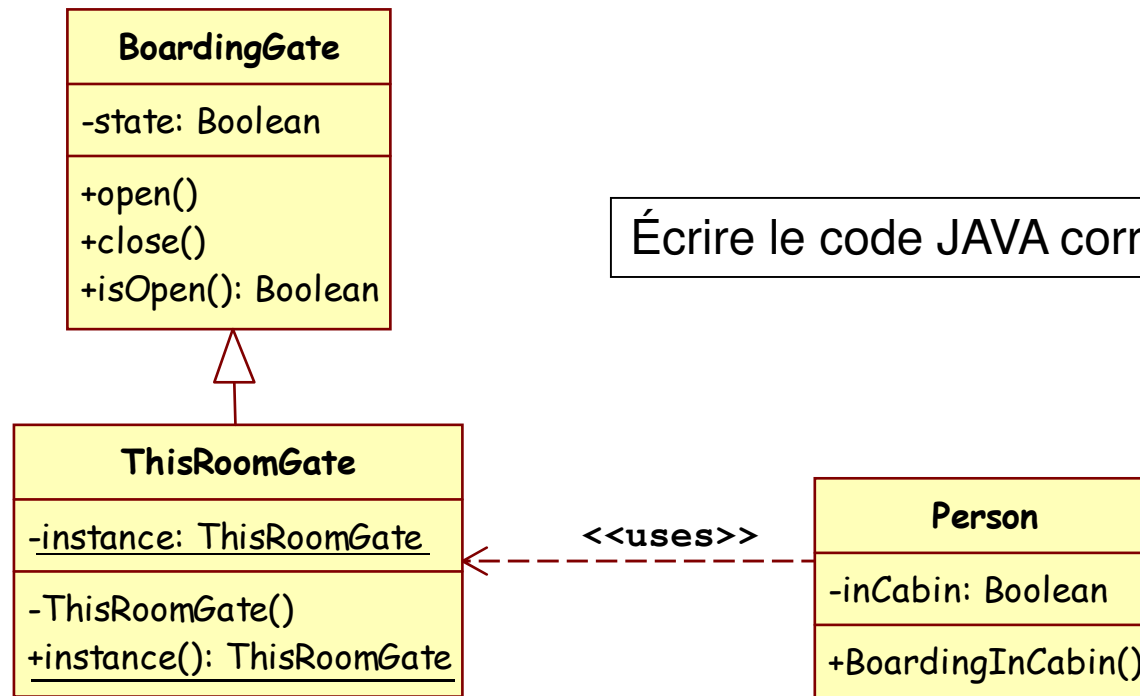 BoardingGate
-state: Boolean
+open()
+close()
+isOpen(): Boolean
Écrire le code JAVA
ThisRoomGate
-instance: ThisRoomGate
-ThisRoomGate()
+instance(): ThisRoomGate
<<uses>>
Person
-inCabin: Boolean
+BoardingInCabin()